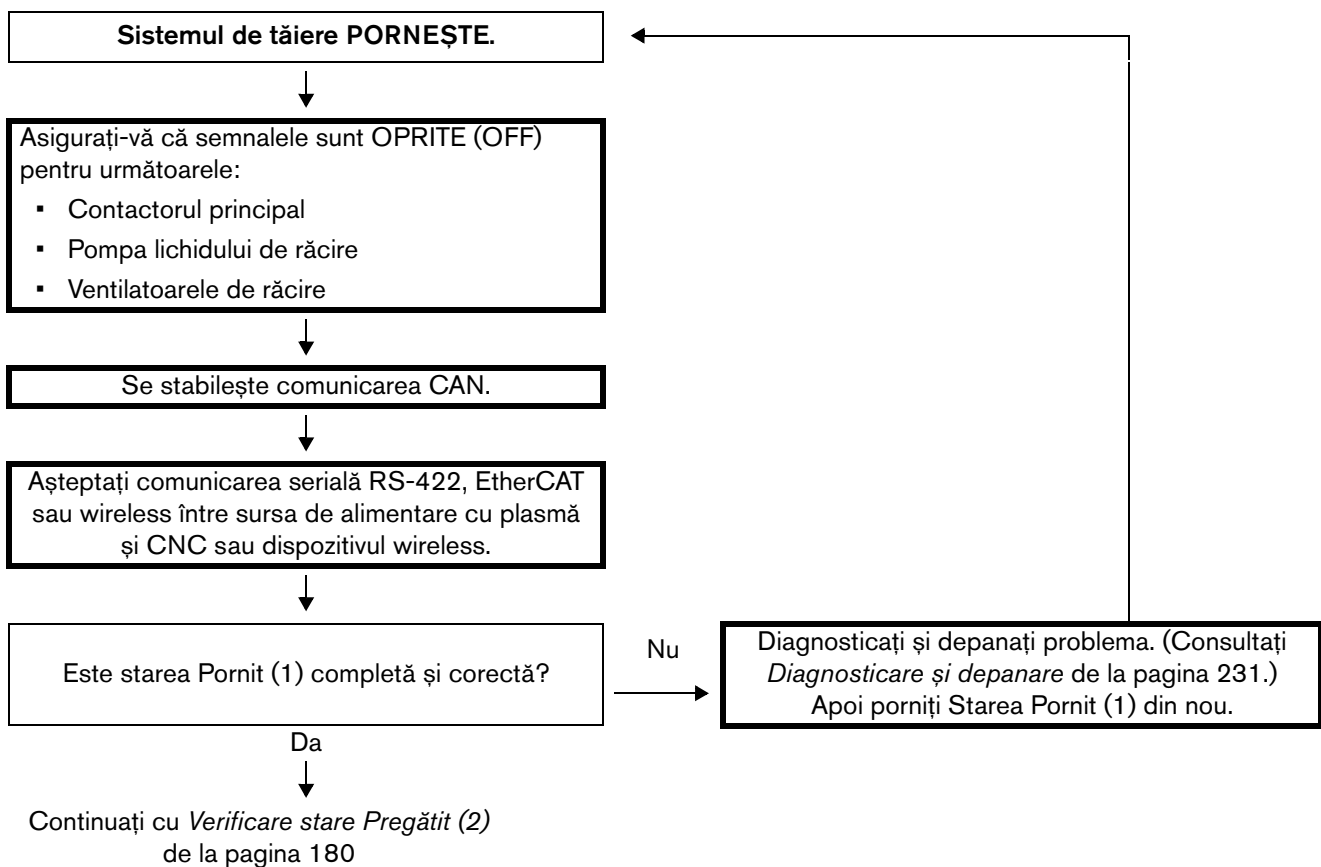 Sistemul de tăiere PORNEȘTE.
Asigurați-vă că semnalele sunt OPRITE (OFF)
pentru următoarele:
▪ Contactorul principal
▪ Pompa lichidului de răcire
▪ Ventilatoarele de răcire
Se stabilește comunicarea CAN.
Așteptați comunicarea serială RS-422, EtherCAT
sau wireless între sursa de alimentare cu plasmă
și CNC sau dispozitivul wireless.
Este starea Pornit (1) completă și corectă?
Nu
Diagnosticați și depanați problema. (Consultați
Diagnosticare și depanare de la pagina 231.)
Apoi porniți Starea Pornit (1) din nou.
Da
Continuați cu Verificare stare Pregătit (2)
de la pagina 180